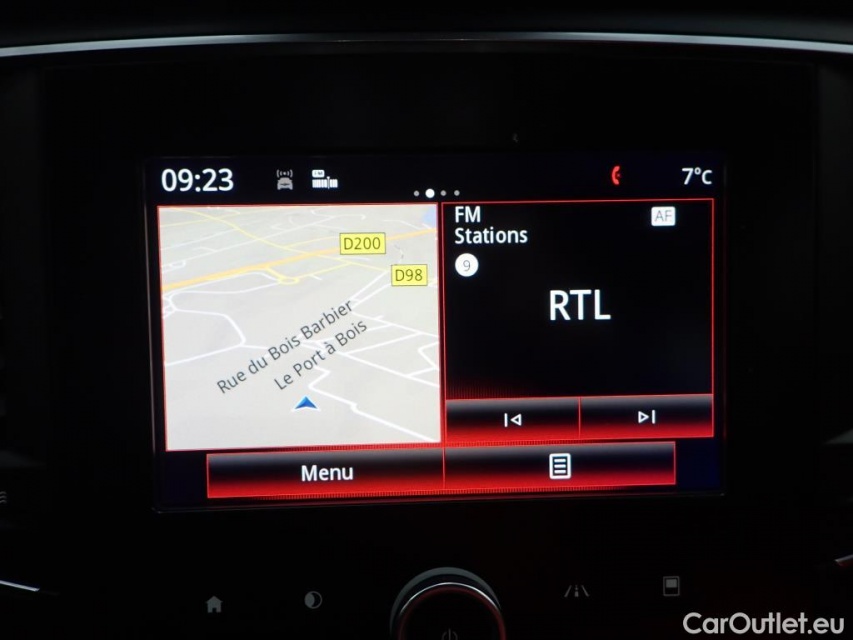 09:23
7°c
FM
Stations
AF
9
RTL
D200
D98
Rue du Bois Barbier
Le Port à Bois
Menu
CarOutlet.eu